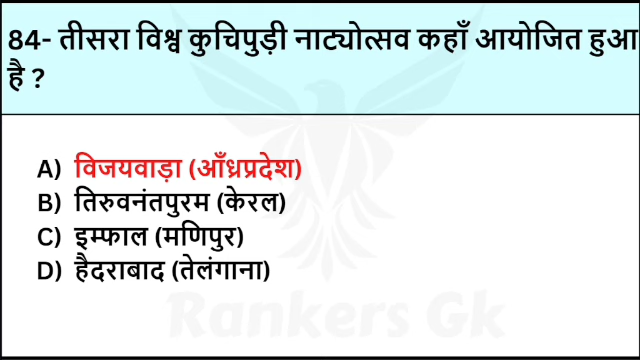 84- तीसरा विश्व कुचिपुड़ी नाट्योत्सव कहाँ आयोजित हुआ
है ?
A) विजयवाड़ा (आँध्रप्रदेश)
B) तिरुवनंतपुरम (केरल)
C) इम्फाल (मणिपुर)
D) हैदराबाद (तेलंगाना)
Rankers Gk